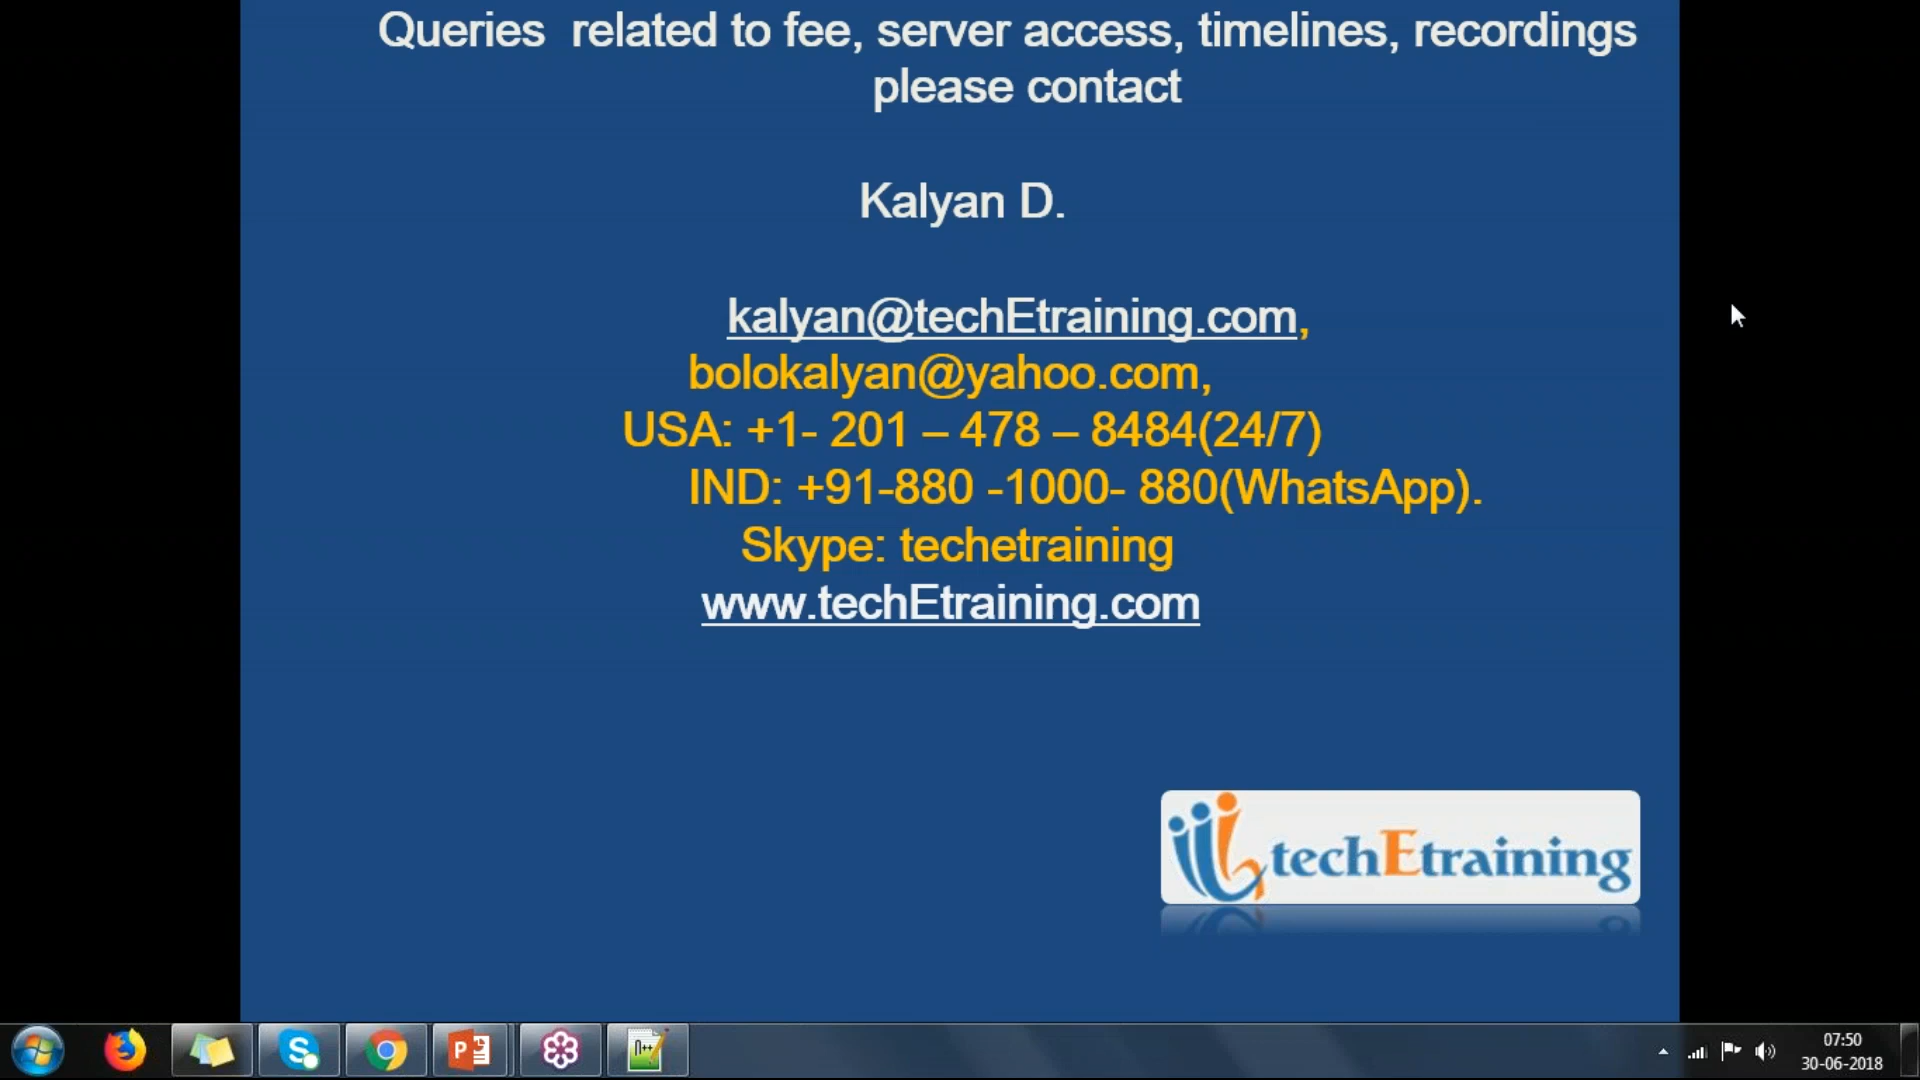 Queries  related to fee, server access, timelines, recordings
please contact
Kalyan D.
kalyan@techEtraining.com,
bolokalyan@yahoo.com,
USA: +1- 201 – 478 – 8484(24/7)
IND: +91-880 -1000- 880(WhatsApp).
Skype: techetraining
www.techEtraining.com
techEtraining
07:50
30-06-2018